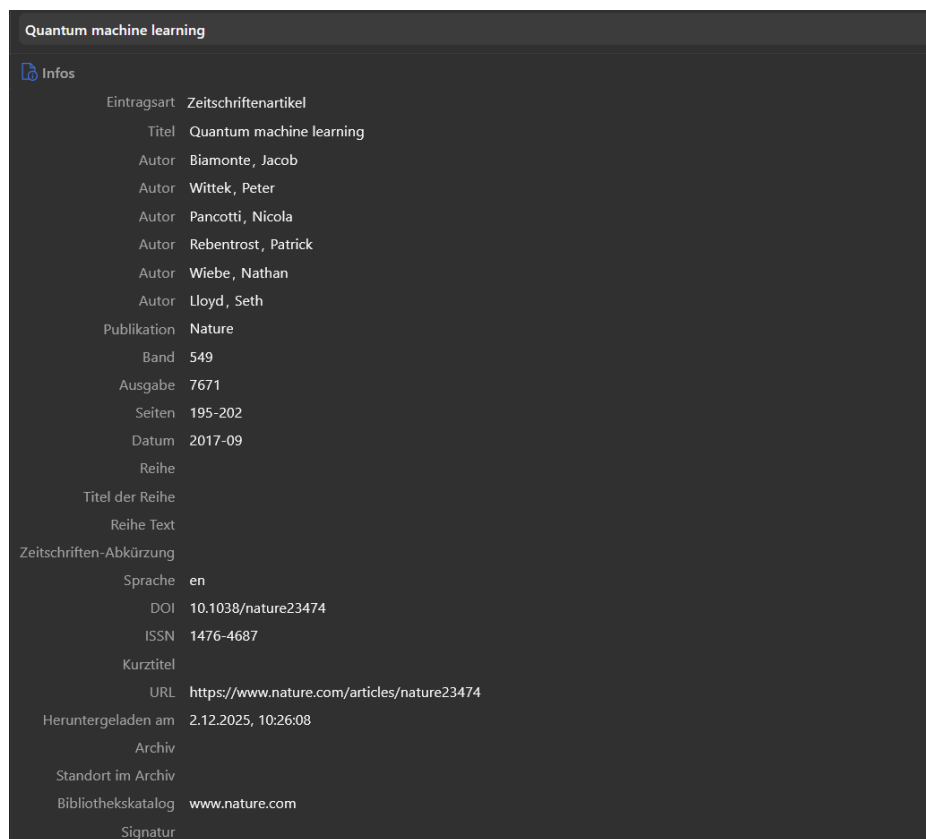 Quantum machine learning
Infos
Eintragsart Zeitschriftenartikel
Titel Quantum machine learning
Autor Biamonte, Jacob
Autor Wittek, Peter
Autor Pancotti, Nicola
Autor Rebentrost, Patrick
Autor Wiebe, Nathan
Autor Lloyd, Seth
Publikation Nature
Band 549
Ausgabe 7671
Seiten 195-202
Datum 2017-09
Reihe
Titel der Reihe
Reihe Text
Zeitschriften-Abkürzung
Sprache en
DOI 10.1038/nature23474
ISSN 1476-4687
Kurztitel
URL https://www.nature.com/articles/nature23474
Heruntergeladen am 2.12.2025, 10:26:08
Archiv
Standort im Archiv
Bibliothekskatalog www.nature.com
Signatur